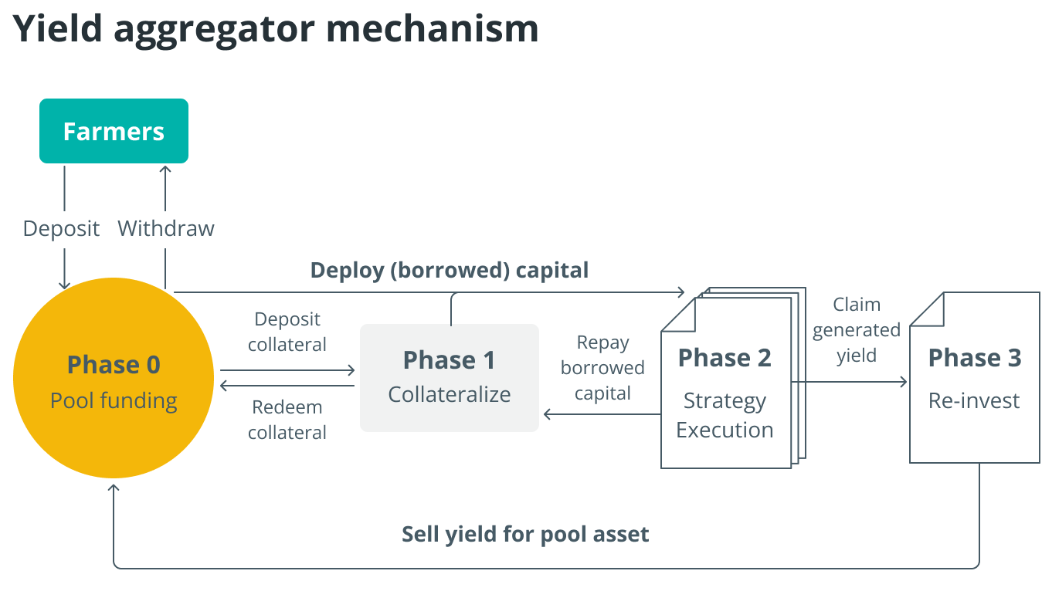 Yield aggregator mechanism
Farmers
Deposit
Withdraw
Deploy (borrowed) capital
Phase 0
Pool funding
Deposit
collateral
Redeem
collateral
Phase 1
Collateralize
Repay
borrowed
capital
Phase 2
Strategy
Execution
Claim
generated
yield
Phase 3
Re-invest
Sell yield for pool asset